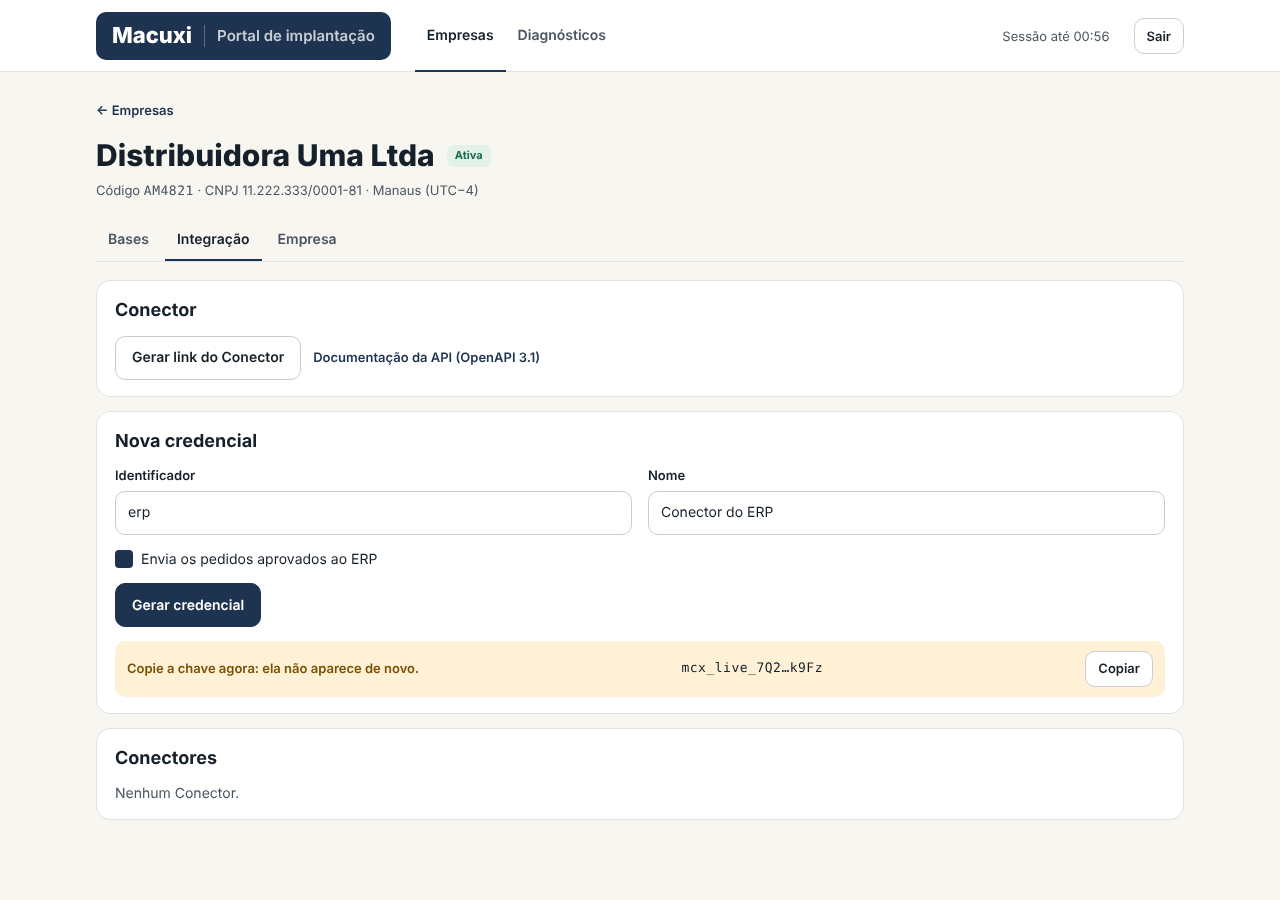 Macuxi Portal de implantação Empresas Diagnósticos Sessão até 00:56 Sair
← Empresas
Distribuidora Uma Ltda Ativa
Código AM4821 · CNPJ 11.222.333/0001-81 · Manaus (UTC−4)
Bases Integração Empresa
Conector
Gerar link do Conector Documentação da API (OpenAPI 3.1)
Nova credencial
Identificador Nome
erp Conector do ERP
Envia os pedidos aprovados ao ERP
Gerar credencial
Copie a chave agora: ela não aparece de novo. mcx_live_7Q2…k9Fz Copiar
Conectores
Nenhum Conector.